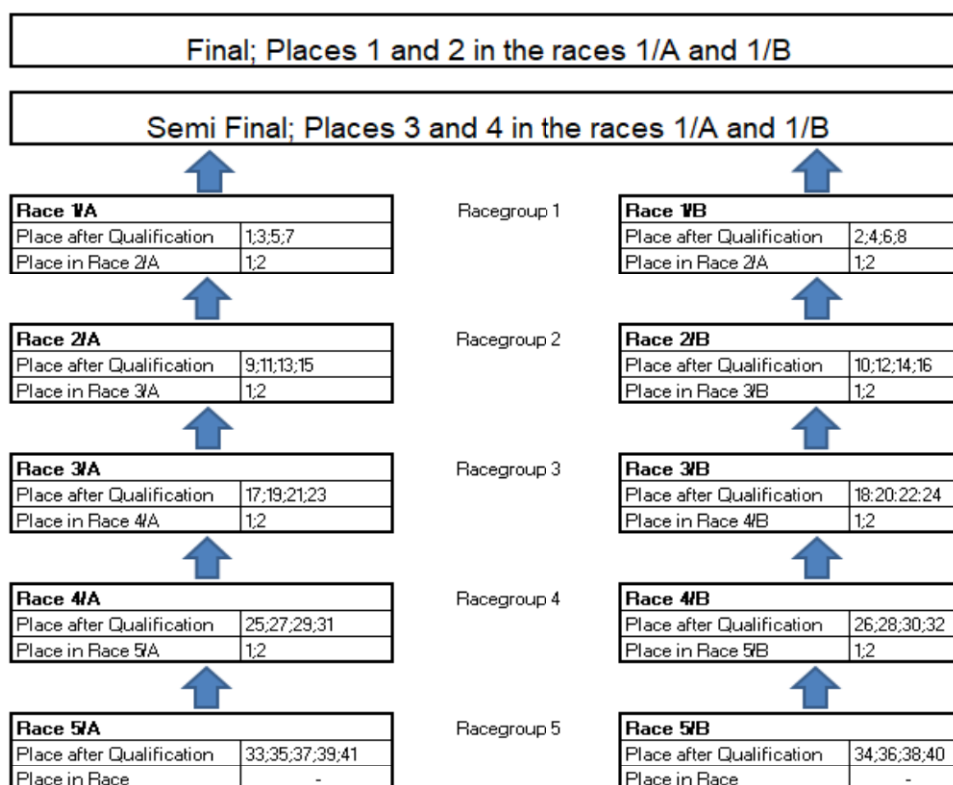 Final; Places 1 and 2 in the races 1/A and 1/B
Semi Final; Places 3 and 4 in the races 1/A and 1/B
Race 1/A Racegroup 1 Race 1/B
Place after Qualification 1;3;5;7 Place after Qualification 2;4;6;8
Place in Race 2/A 1;2 Place in Race 2/A 1;2
Race 2/A Racegroup 2 Race 2/B
Place after Qualification 9;11;13;15 Place after Qualification 10;12;14;16
Place in Race 3/A 1;2 Place in Race 3/B 1;2
Race 3/A Racegroup 3 Race 3/B
Place after Qualification 17;19;21;23 Place after Qualification 18:20:22:24
Place in Race 4/A 1;2 Place in Race 4/B 1;2
Race 4/A Racegroup 4 Race 4/B
Place after Qualification 25;27;29;31 Place after Qualification 26;28;30;32
Place in Race 5/A 1;2 Place in Race 5/B 1;2
Race 5/A Racegroup 5 Race 5/B
Place after Qualification 33;35;37;39;41 Place after Qualification 34;36;38;40
Place in Race - Place in Race -